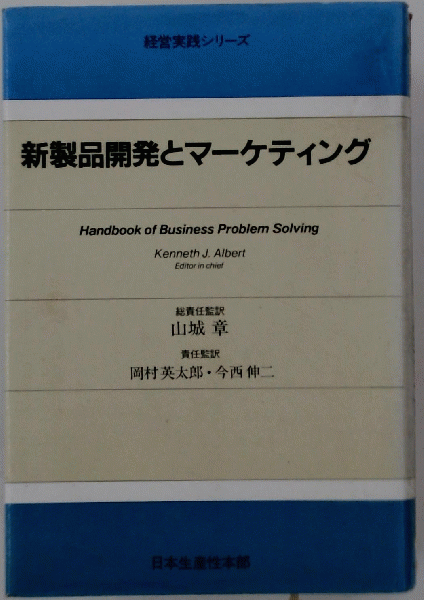 経営実践シリーズ
新製品開発とマーケティング
Handbook of Business Problem Solving
Kenneth J. Albert
Editor in chief
総責任監訳
山城 章
責任監訳
岡村英太郎・今西伸二
日本生産性本部